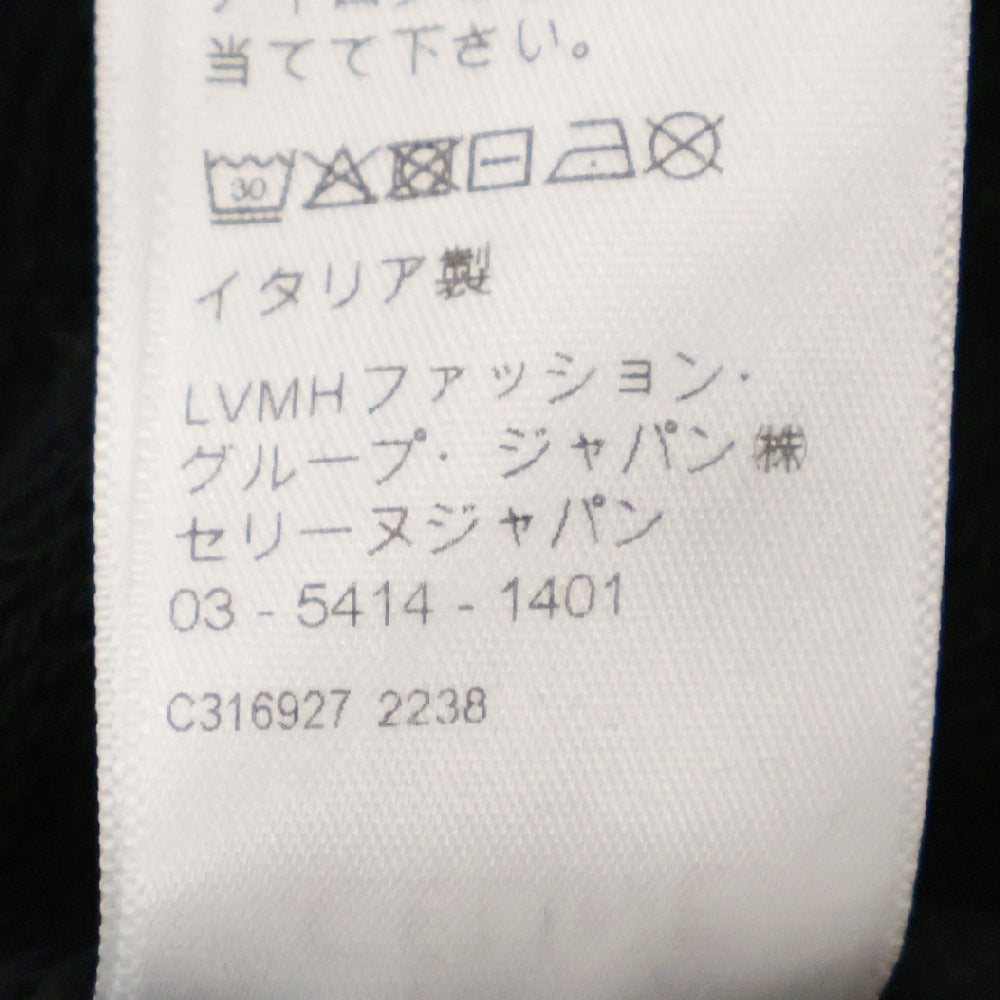 当てて下さい。
30
イタリア製
LVMHファッション・
グループ・ジャパン㈱
セリーヌジャパン
03 - 5414 - 1401
C316927 2238